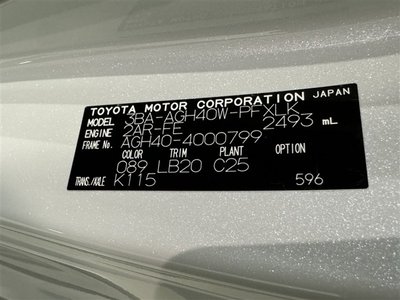 TOYOTA MOTOR CORPORATION JAPAN
MODEL 3BA-AGH40W-PFXLK
ENGINE 2AR-FE 2493 mL
FRAME No. AGH40-4000799
COLOR TRIM PLANT OPTION
089 LB20 C25
TRANS./AXLE K115 596